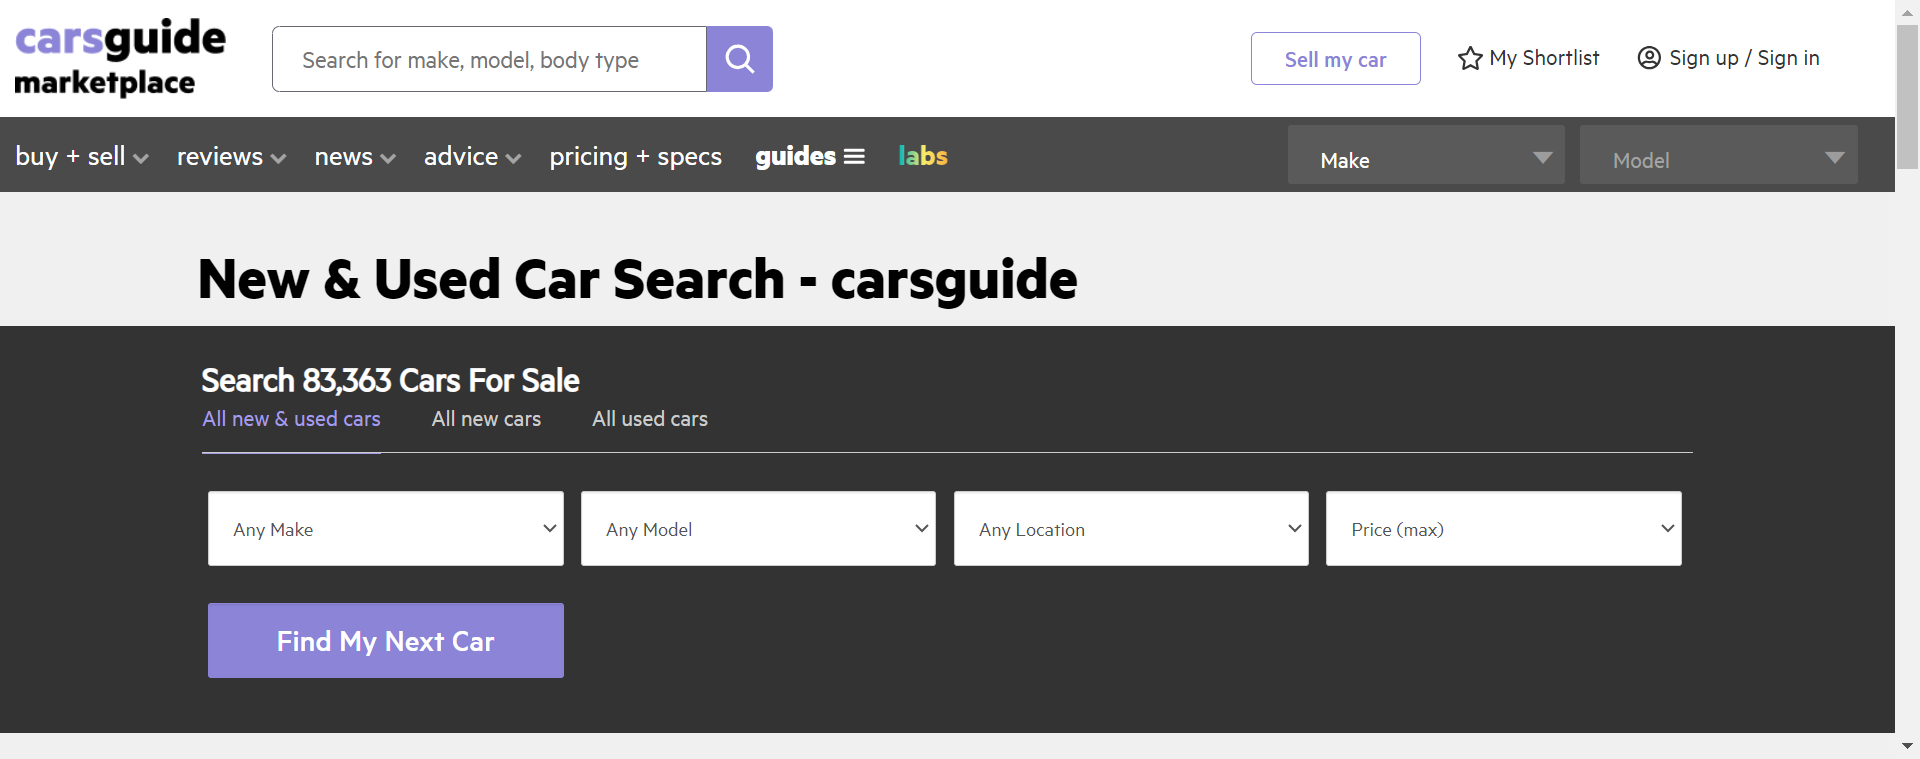 carsguide
marketplace
Search for make, model, body type
Sell my car
My Shortlist
Sign up / Sign in
buy + sell
reviews
news
advice
pricing + specs
guides
labs
Make
Model
New & Used Car Search - carsguide
Search 83,363 Cars For Sale
All new & used cars
All new cars
All used cars
Any Make
Any Model
Any Location
Price (max)
Find My Next Car